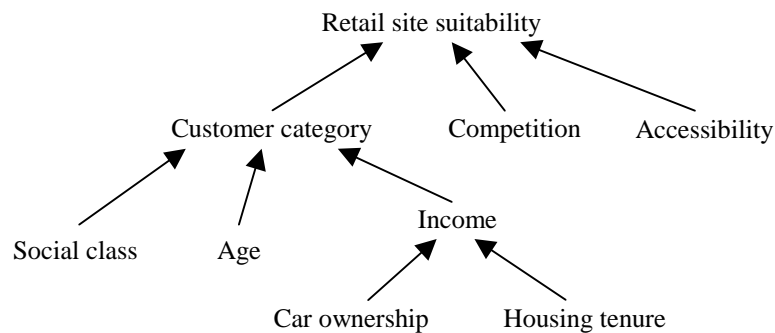 Retail site suitability
Customer category
Competition
Accessibility
Social class
Age
Income
Car ownership
Housing tenure